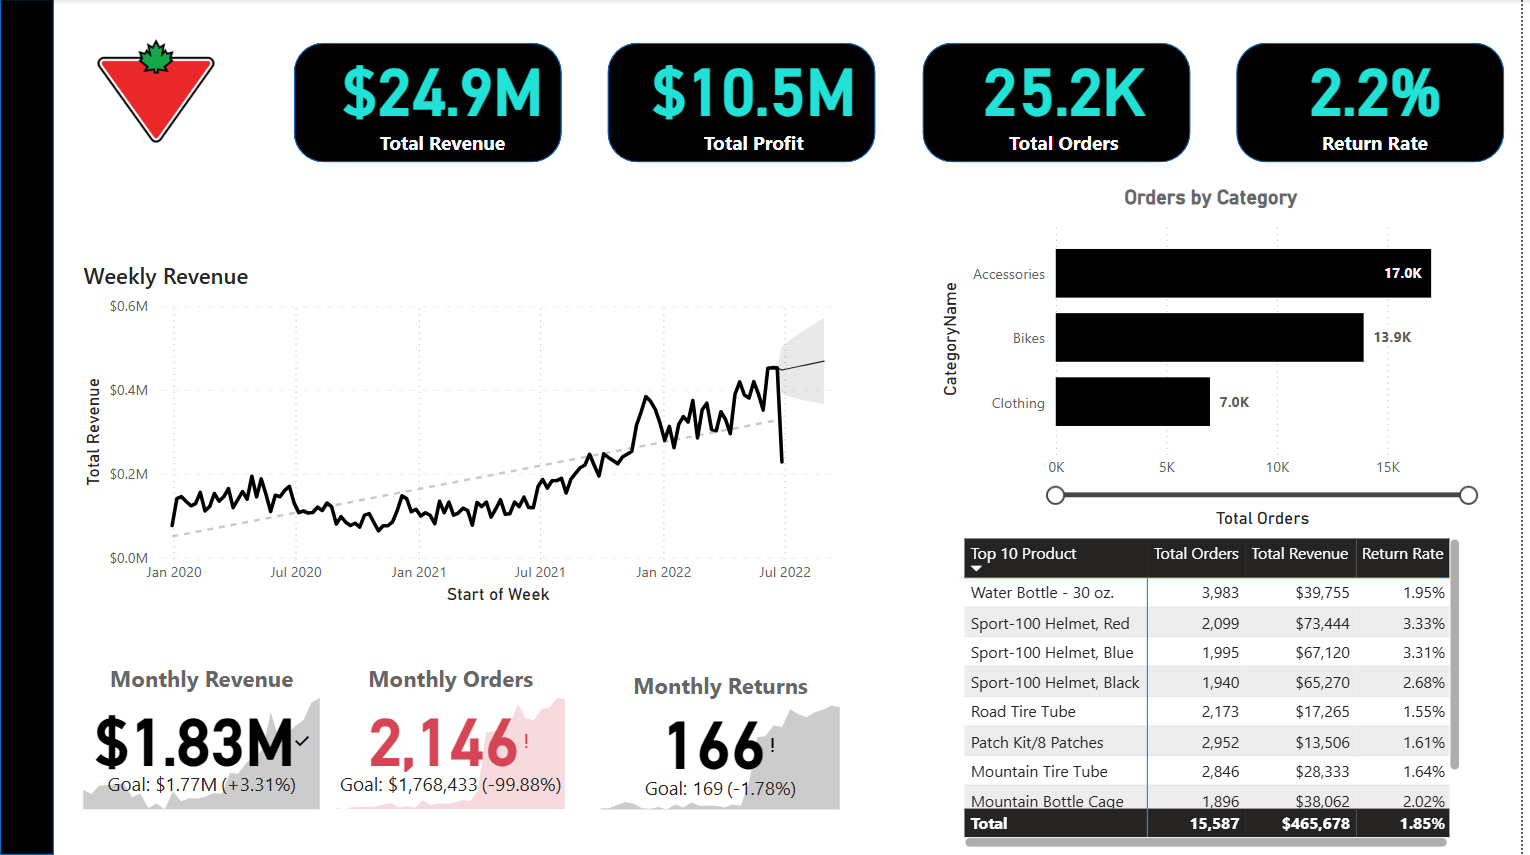 $24.9M
Total Revenue
$10.5M
Total Profit
25.2K
Total Orders
2.2%
Return Rate
Weekly Revenue
$0.6M
$0.4M
$0.2M
$0.0M
Total Revenue
Jan 2020 Jul 2020 Jan 2021 Jul 2021 Jan 2022 Jul 2022
Start of Week
Orders by Category
CategoryName
Accessories 17.0K
Bikes 13.9K
Clothing 7.0K
0K 5K 10K 15K
Total Orders
Monthly Revenue
$1.83M
Goal: $1.77M (+3.31%)
Monthly Orders
2,146 !
Goal: $1,768,433 (-99.88%)
Monthly Returns
166 !
Goal: 169 (-1.78%)
Top 10 Product Total Orders Total Revenue Return Rate
Water Bottle - 30 oz. 3,983 $39,755 1.95%
Sport-100 Helmet, Red 2,099 $73,444 3.33%
Sport-100 Helmet, Blue 1,995 $67,120 3.31%
Sport-100 Helmet, Black 1,940 $65,270 2.68%
Road Tire Tube 2,173 $17,265 1.55%
Patch Kit/8 Patches 2,952 $13,506 1.61%
Mountain Tire Tube 2,846 $28,333 1.64%
Mountain Bottle Cage 1,896 $38,062 2.02%
Total 15,587 $465,678 1.85%